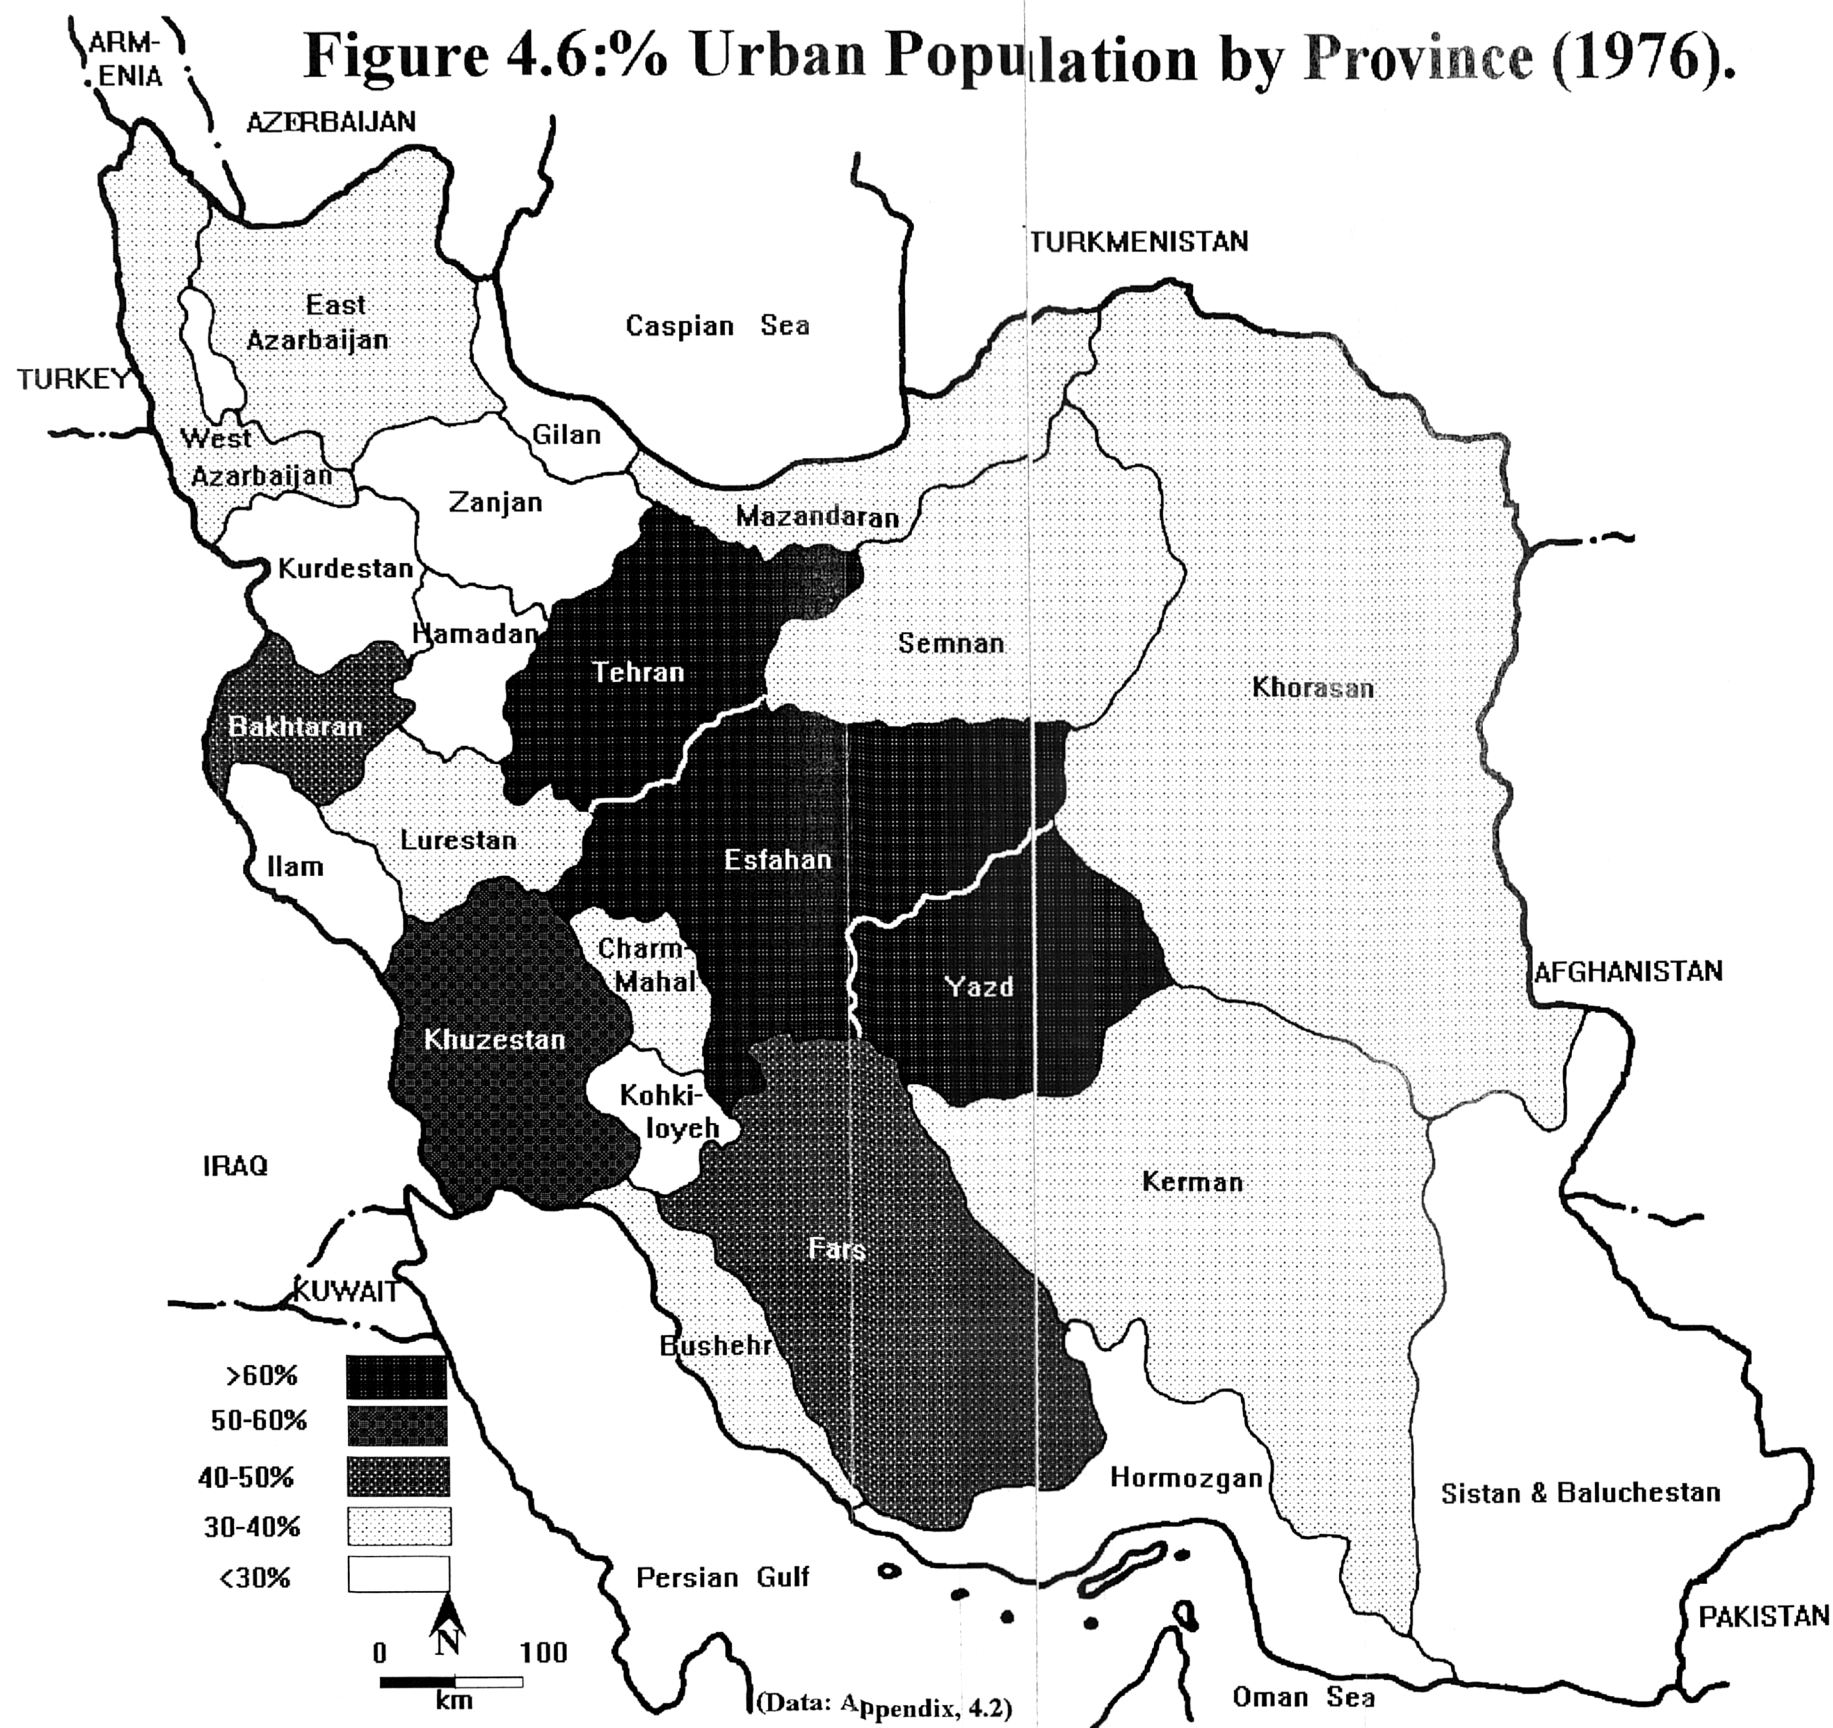 Figure 4.6:% Urban Population by Province (1976).
ARM-
ENIA
AZERBAIJAN
TURKMENISTAN
East
Azarbaijan
Caspian Sea
TURKEY
West
Azarbaijan
Gilan
Zanjan
Mazandaran
Kurdestan
Hamadan
Semnan
Tehran
Khorasan
Bakhtaran
Lurestan
Esfahan
Ilam
Charm-
Mahal
AFGHANISTAN
Yazd
Khuzestan
Kohki-
loyeh
IRAQ
Kerman
Fars
KUWAIT
Bushehr
>60%
50-60%
40-50%
30-40%
<30%
Hormozgan
Sistan & Baluchestan
Persian Gulf
PAKISTAN
N
0 100
km
(Data: Appendix, 4.2)
Oman Sea